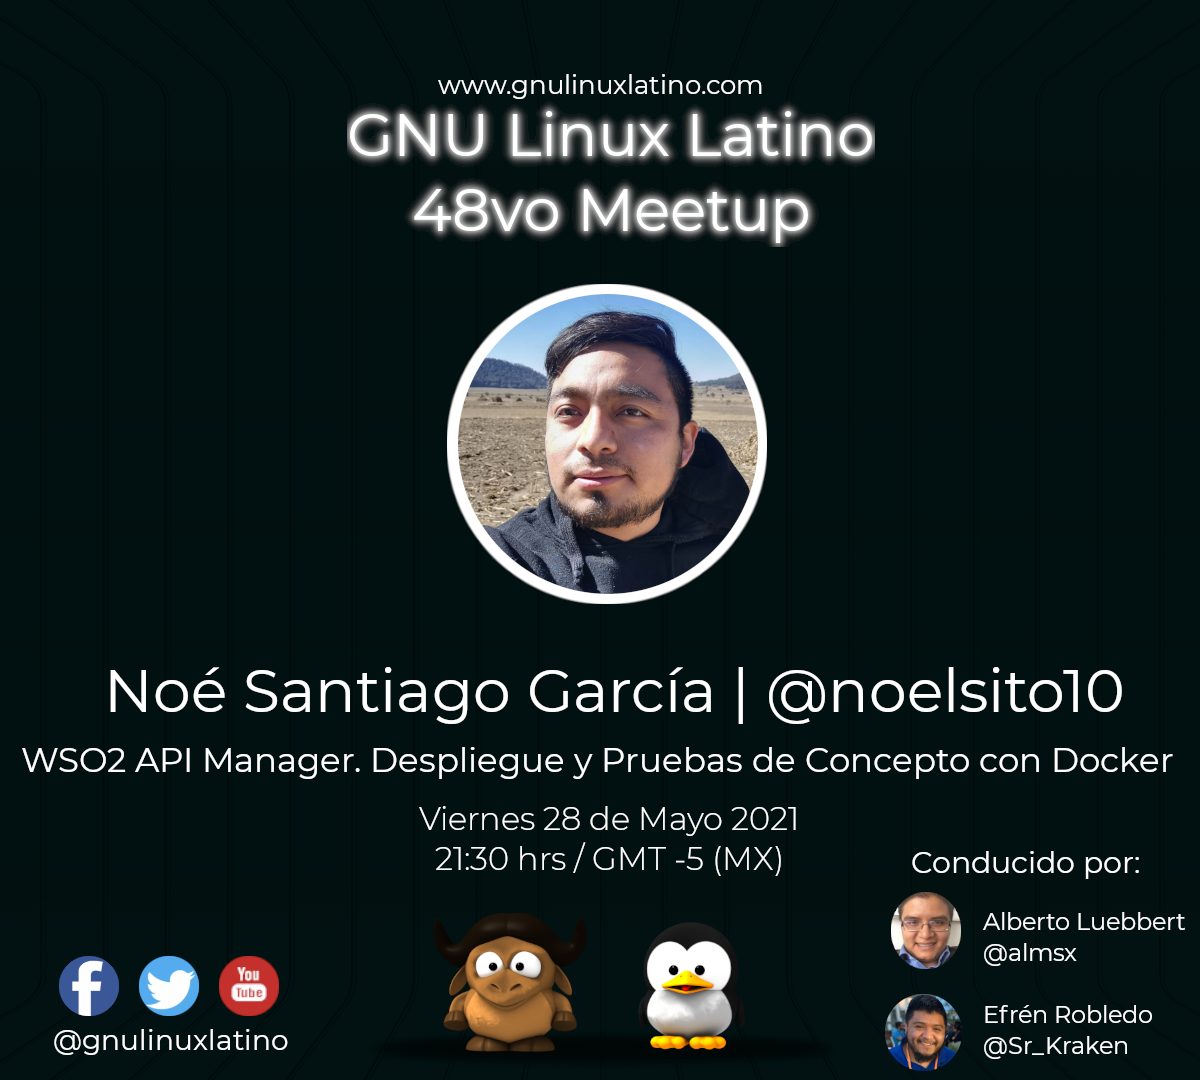 www.gnulinuxlatino.com
GNU Linux Latino
48vo Meetup
Noé Santiago García | @noelsito10
WSO2 API Manager. Despliegue y Pruebas de Concepto con Docker
Viernes 28 de Mayo 2021
21:30 hrs / GMT -5 (MX)
Conducido por:
Alberto Luebbert
@almsx
Efrén Robledo
@Sr_Kraken
You
Tube
@gnulinuxlatino